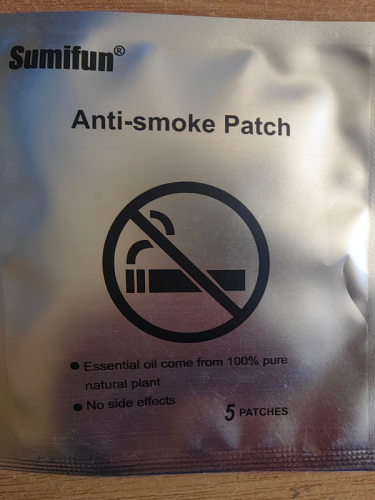 Sumifun®
Anti-smoke Patch
● Essential oil come from 100% pure
natural plant
● No side effects
5 PATCHES